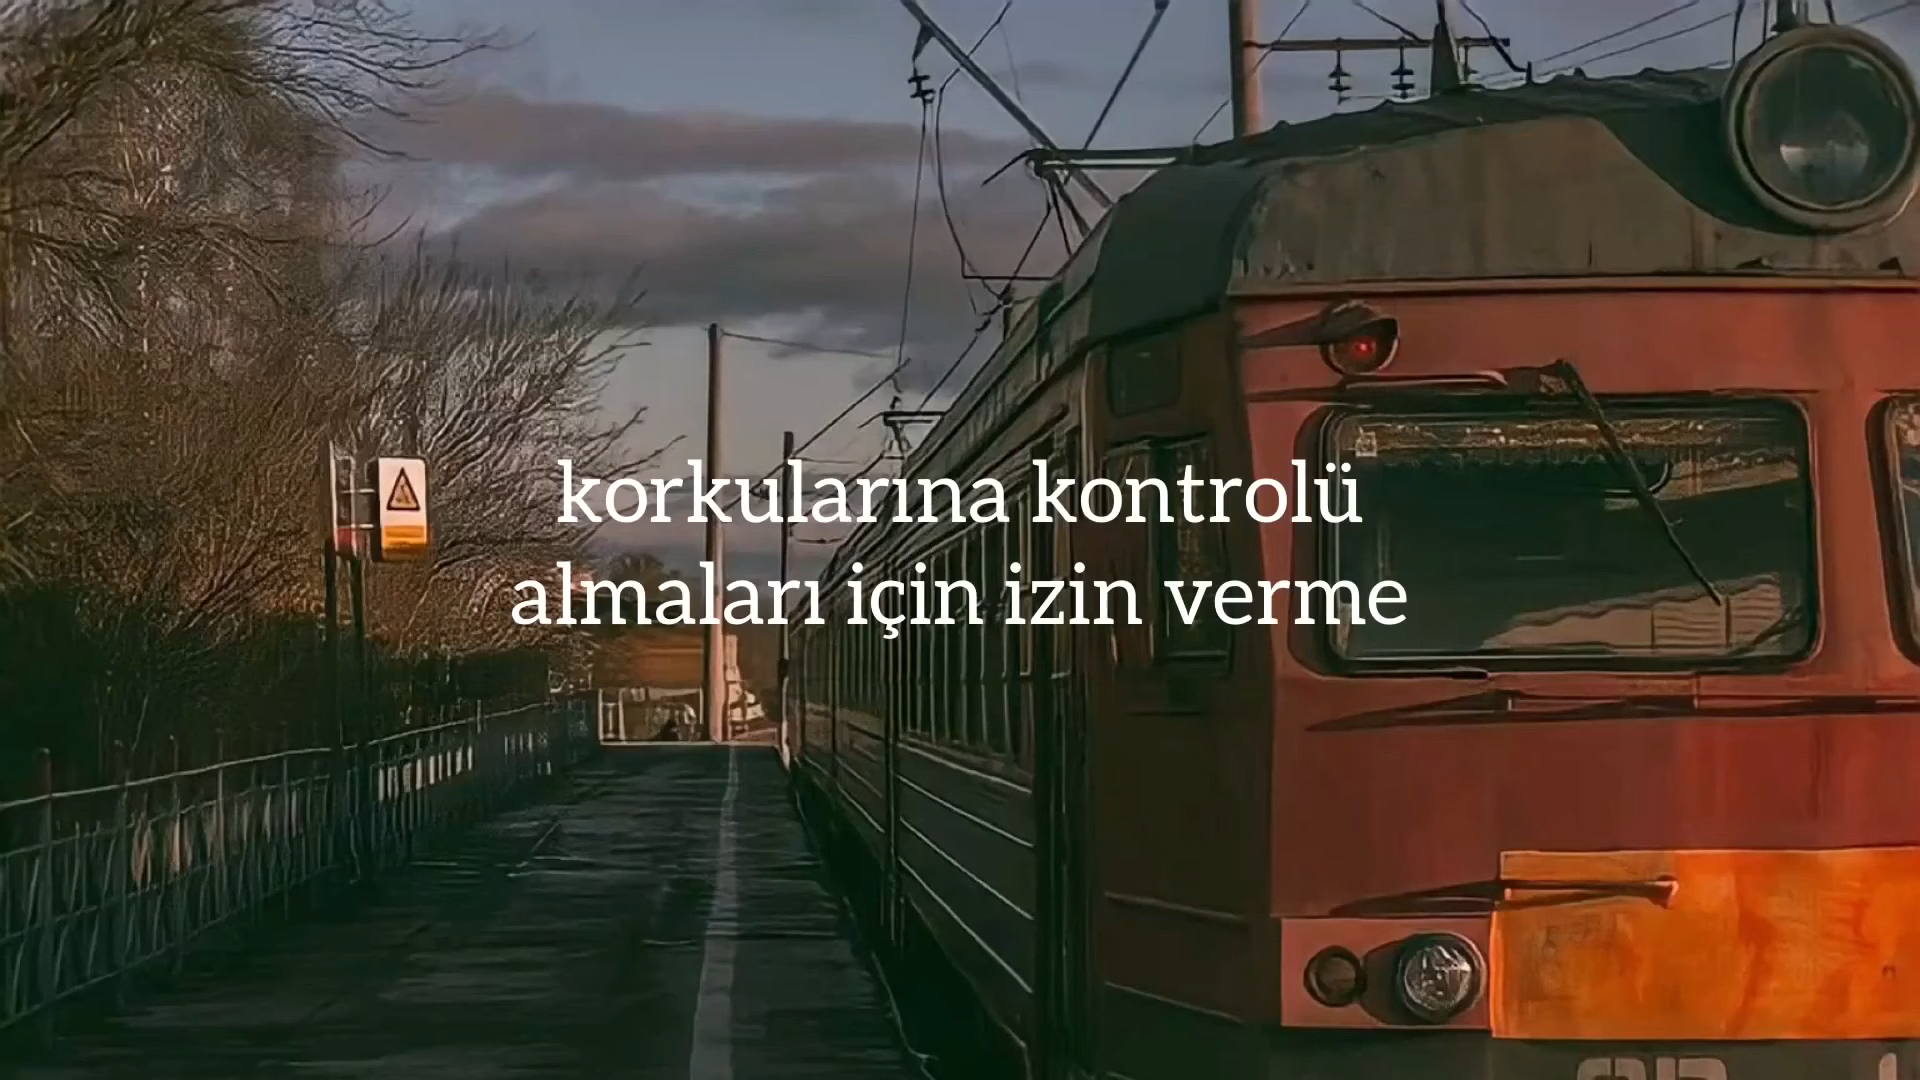 korkularına kontrolü
almaları için izin verme